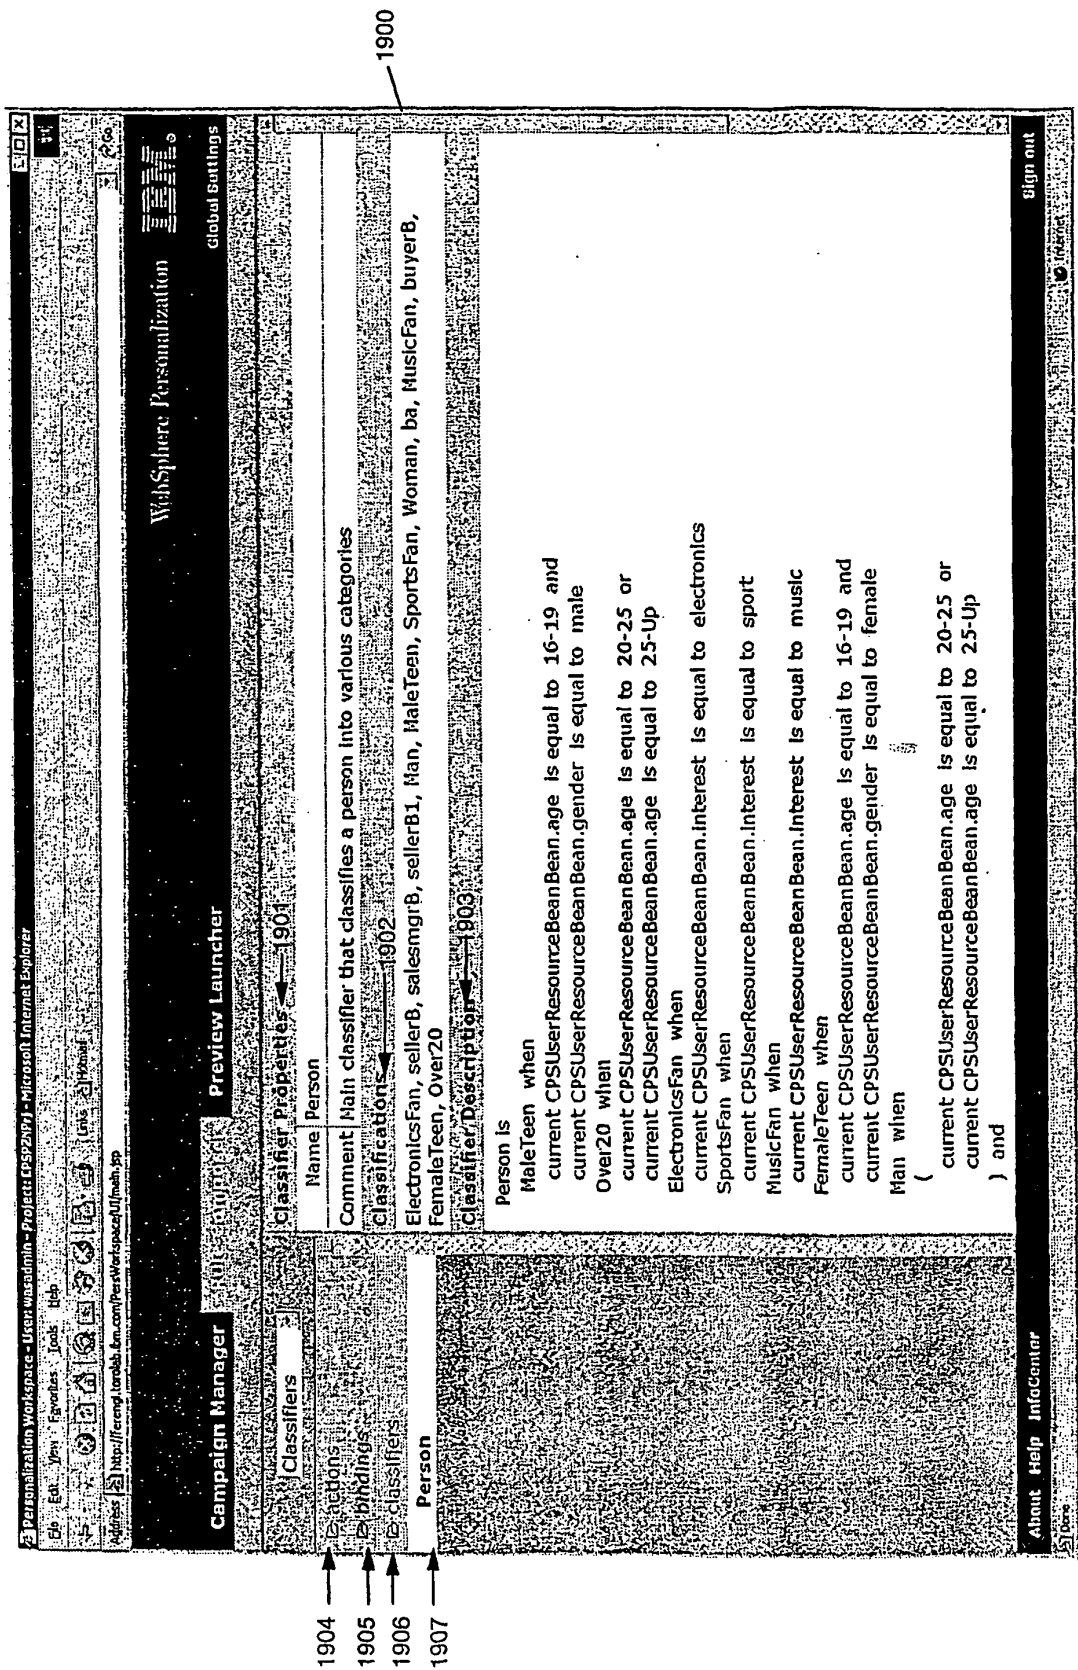 1900
Personalization Workspace - User: wasadmin - Project: CPSP2NPrj - Microsoft Internet Explorer
File Edit View Favorites Tools Help
Links
Address
Go
WebSphere Personalization
IBM
Campaign Manager
Preview Launcher
Global Settings
Classifiers
1904
actions
1905
bindings
1906
classifiers
1907
Person
Classifier Properties
1901
Name Person
Comment Main classifier that classifies a person into various categories
Classifications
1902
ElectronicsFan, sellerB, salesmgrB, sellerB1, Man, MaleTeen, SportsFan, Woman, ba, MusicFan, buyerB,
FemaleTeen, Over20
Classifier Description
1903
Person is
MaleTeen when
current CPSUserResourceBeanBean.age is equal to 16-19 and
current CPSUserResourceBeanBean.gender is equal to male
Over20 when
current CPSUserResourceBeanBean.age is equal to 20-25 or
current CPSUserResourceBeanBean.age is equal to 25-Up
ElectronicsFan when
current CPSUserResourceBeanBean.interest is equal to electronics
SportsFan when
current CPSUserResourceBeanBean.interest is equal to sport
MusicFan when
current CPSUserResourceBeanBean.interest is equal to music
FemaleTeen when
current CPSUserResourceBeanBean.age is equal to 16-19 and
current CPSUserResourceBeanBean.gender is equal to female
Man when
(
current CPSUserResourceBeanBean.age is equal to 20-25 or
current CPSUserResourceBeanBean.age is equal to 25-Up
) and
About Help InfoCenter
Sign out
Done
Internet